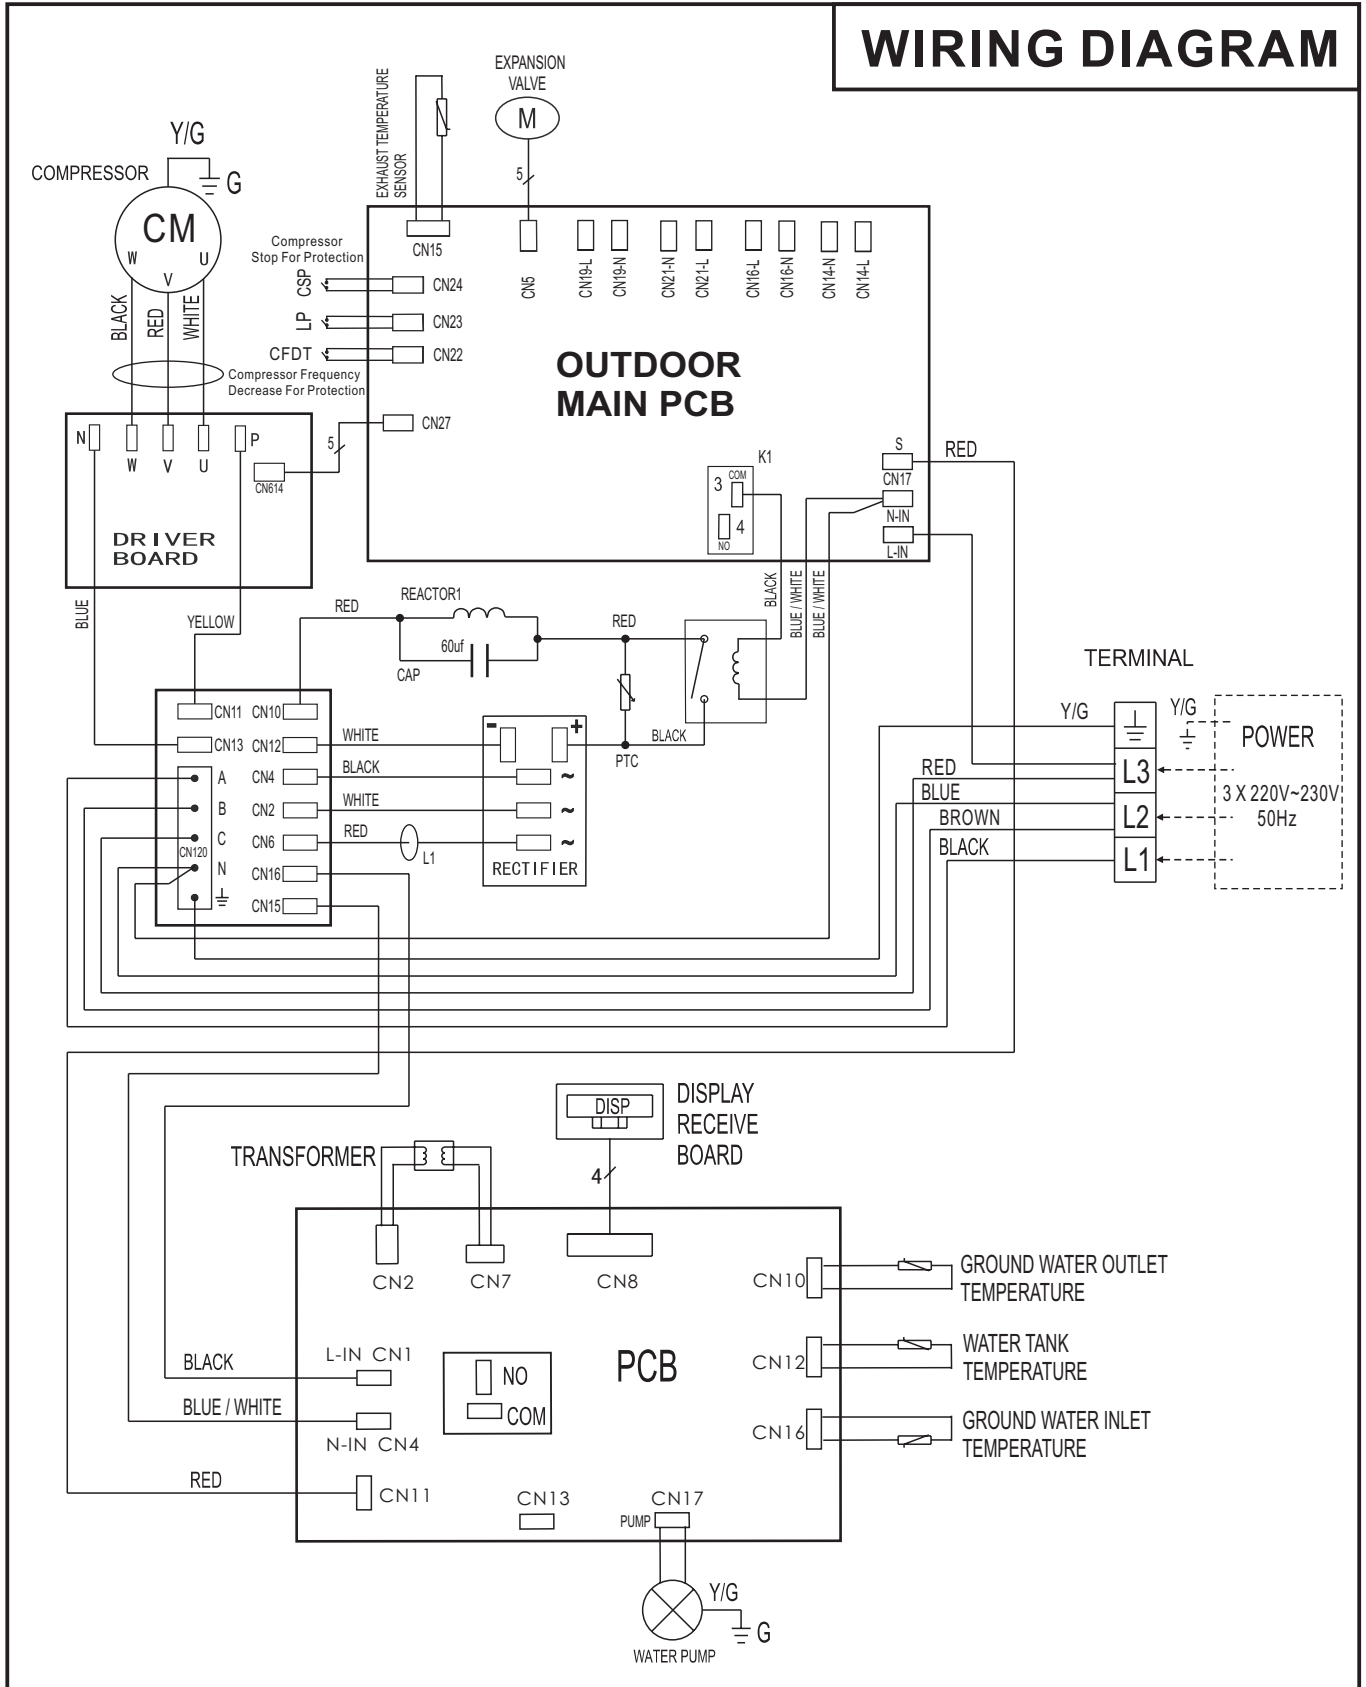 WIRING DIAGRAM
EXPANSION
VALVE
M
5
EXHAUST TEMPERATURE
SENSOR
Y/G
COMPRESSOR
G
CM
W
V
U
BLACK
RED
WHITE
Compressor
Stop For Protection
CSP
LP
CFDT
Compressor Frequency
Decrease For Protection
CN15
CN24
CN23
CN22
CN27
CN5
CN19-L
CN19-N
CN21-N
CN21-L
CN16-L
CN16-N
CN14-N
CN14-L
OUTDOOR
MAIN PCB
N
W
V
U
P
5
CN614
DRIVER
BOARD
K1
3 COM
4
NO
S
CN17
N-IN
L-IN
RED
BLUE
YELLOW
RED
REACTOR1
60uf
CAP
RED
BLACK
BLUE / WHITE
BLUE / WHITE
PTC
BLACK
CN11 CN10
CN13 CN12
A CN4
B CN2
C CN6
CN120
N CN16
CN15
WHITE
BLACK
WHITE
RED
L1
- +
~
~
~
RECTIFIER
TERMINAL
Y/G
RED
BLUE
BROWN
BLACK
L3
L2
L1
Y/G
POWER
3 X 220V~230V
50Hz
TRANSFORMER
DISP
DISPLAY
RECEIVE
BOARD
4
CN2
CN7
CN8
CN10
GROUND WATER OUTLET
TEMPERATURE
CN12
WATER TANK
TEMPERATURE
CN16
GROUND WATER INLET
TEMPERATURE
PCB
BLACK
L-IN CN1
BLUE / WHITE
N-IN CN4
RED
CN11
NO
COM
CN13
CN17
PUMP
Y/G
G
WATER PUMP